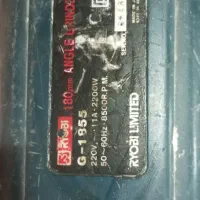 RYOBI
180mm ANGLE GRINDER
G-1855
220V. ~ 11A · 2200W
50~60Hz · 8500R.P.M.
RYOBI LIMITED